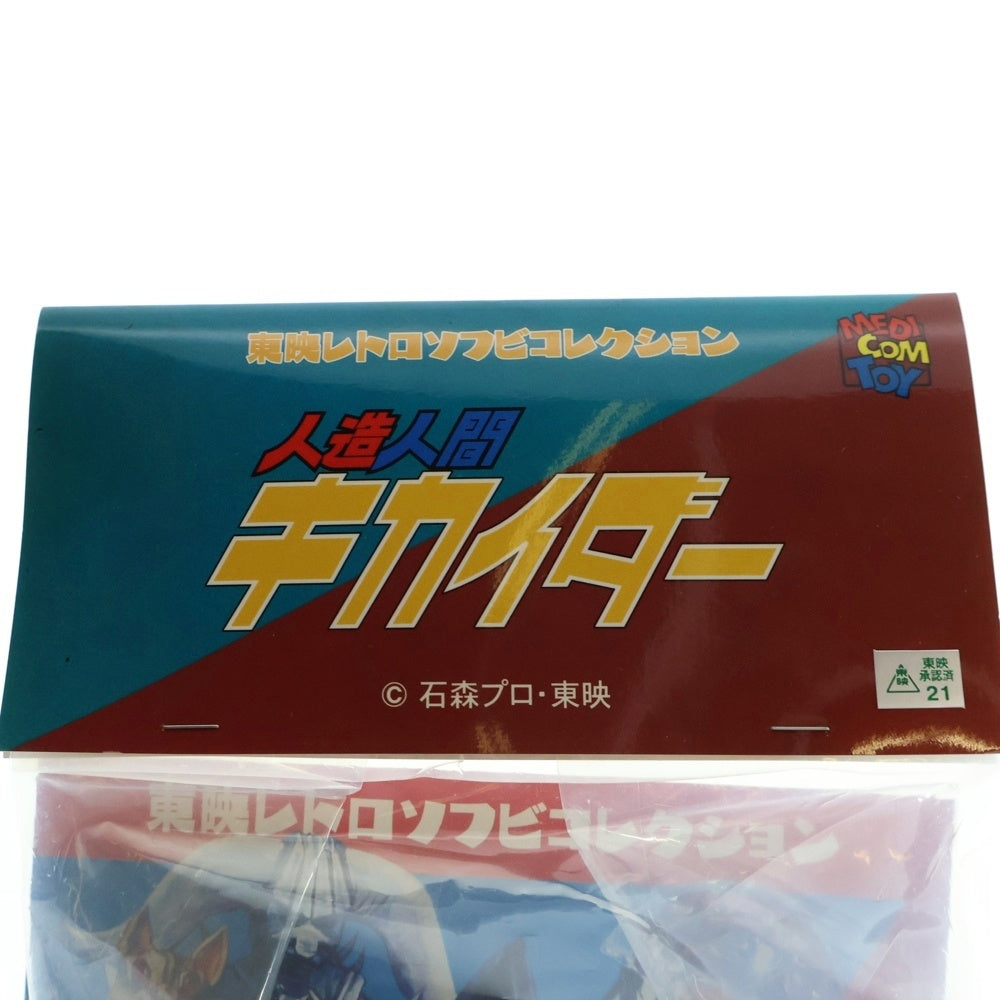 東映レトロソフビコレクション
MEDI
COM
TOY
人造人間
キカイダー
© 石森プロ・東映
東映
東映
承認済
21
東映レトロソフビコレクション